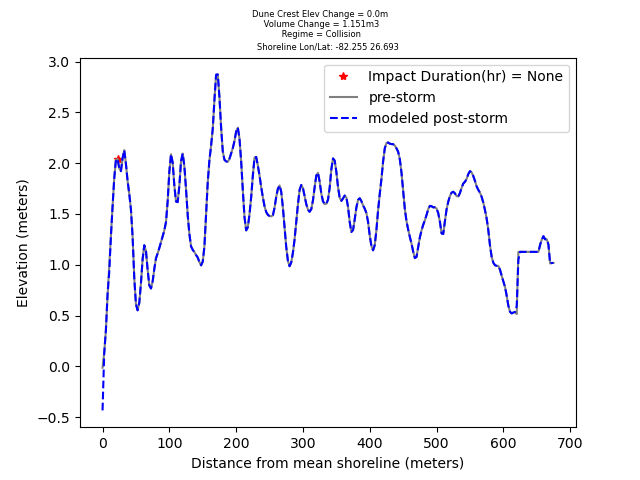 Dune Crest Elev Change = 0.0m
Volume Change = 1.151m3
Regime = Collision
Shoreline Lon/Lat: -82.255 26.693
3.0
2.5
2.0
1.5
1.0
0.5
0.0
−0.5
Elevation (meters)
Impact Duration(hr) = None
pre-storm
modeled post-storm
0 100 200 300 400 500 600 700
Distance from mean shoreline (meters)